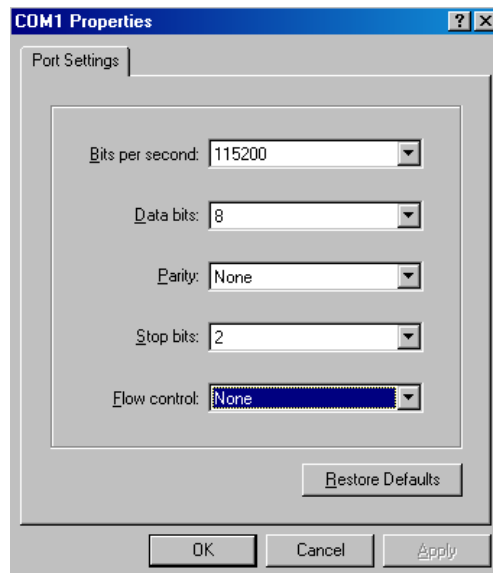 COM1 Properties
Port Settings
Bits per second: 115200
Data bits: 8
Parity: None
Stop bits: 2
Flow control: None
Restore Defaults
OK Cancel Apply